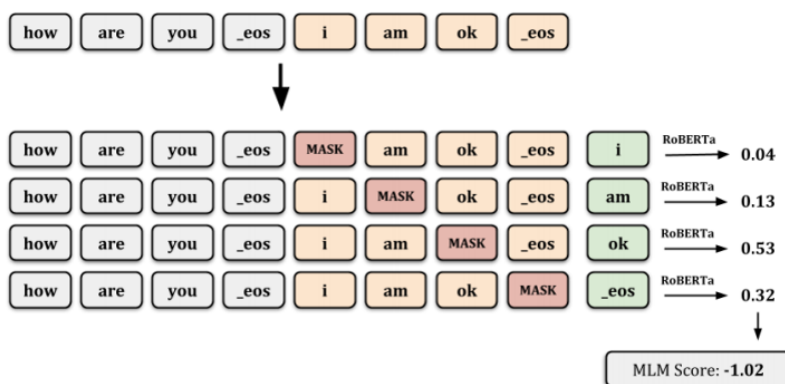 how are you _eos i am ok _eos
how are you _eos MASK am ok _eos i RoBERTa 0.04
how are you _eos i MASK ok _eos am RoBERTa 0.13
how are you _eos i am MASK _eos ok RoBERTa 0.53
how are you _eos i am ok MASK _eos RoBERTa 0.32
MLM Score: -1.02